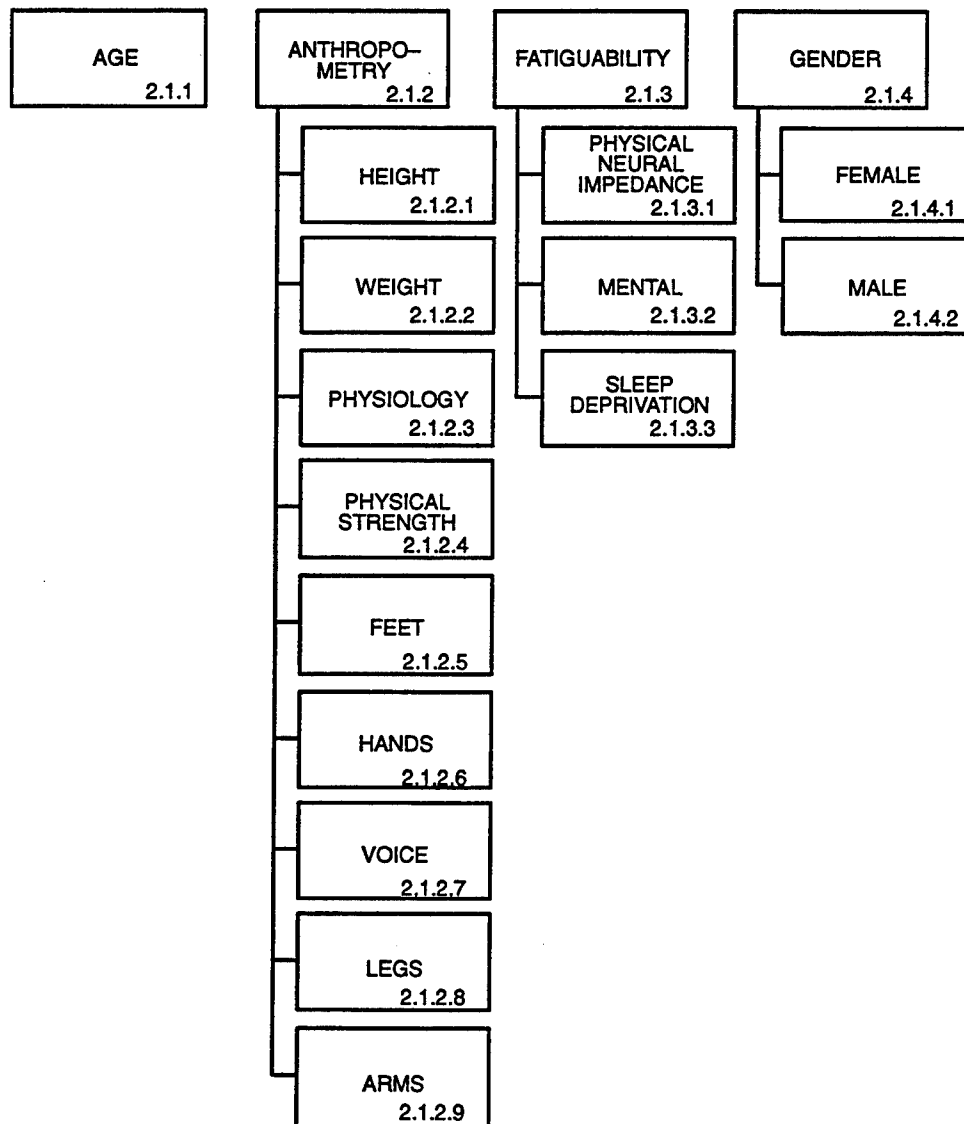 AGE
2.1.1
ANTHROPO–
METRY
2.1.2
HEIGHT
2.1.2.1
WEIGHT
2.1.2.2
PHYSIOLOGY
2.1.2.3
PHYSICAL
STRENGTH
2.1.2.4
FEET
2.1.2.5
HANDS
2.1.2.6
VOICE
2.1.2.7
LEGS
2.1.2.8
ARMS
2.1.2.9
FATIGUABILITY
2.1.3
PHYSICAL
NEURAL
IMPEDANCE
2.1.3.1
MENTAL
2.1.3.2
SLEEP
DEPRIVATION
2.1.3.3
GENDER
2.1.4
FEMALE
2.1.4.1
MALE
2.1.4.2